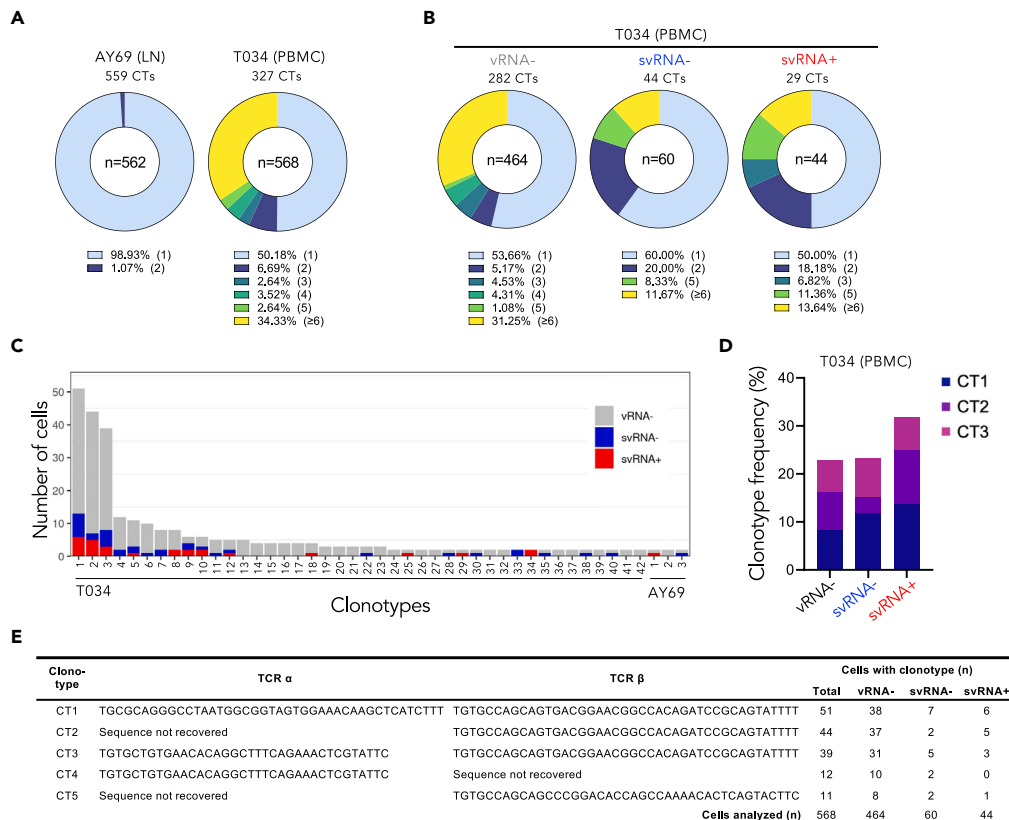 A
AY69 (LN)
559 CTs
n=562
98.93% (1)
1.07% (2)
T034 (PBMC)
327 CTs
n=568
50.18% (1)
6.69% (2)
2.64% (3)
3.52% (4)
2.64% (5)
34.33% (≥6)
B
T034 (PBMC)
vRNA-
282 CTs
n=464
53.66% (1)
5.17% (2)
4.53% (3)
4.31% (4)
1.08% (5)
31.25% (≥6)
svRNA-
44 CTs
n=60
60.00% (1)
20.00% (2)
8.33% (5)
11.67% (≥6)
svRNA+
29 CTs
n=44
50.00% (1)
18.18% (2)
6.82% (3)
11.36% (5)
13.64% (≥6)
C
Number of cells
50
40
30
20
10
0
vRNA-
svRNA-
svRNA+
1 2 3 4 5 6 7 8 9 10 11 12 13 14 15 16 17 18 19 20 21 22 23 24 25 26 27 28 29 30 31 32 33 34 35 36 37 38 39 40 41 42 1 2 3
T034
AY69
Clonotypes
D
T034 (PBMC)
Clonotype frequency (%)
40
30
20
10
0
CT1
CT2
CT3
vRNA-
svRNA-
svRNA+
E
Clono-type TCR α TCR β Cells with clonotype (n)
Total vRNA- svRNA- svRNA+
CT1 TGCGCAGGGCCTAATGGCGGTAGTGGAAACAAGCTCATCTTT TGTGCCAGCAGTGACGGAACGGCCACAGATCCGCAGTATTTT 51 38 7 6
CT2 Sequence not recovered TGTGCCAGCAGTGACGGAACGGCCACAGATCCGCAGTATTTT 44 37 2 5
CT3 TGTGCTGTGAACACAGGCTTTCAGAAACTCGTATTC TGTGCCAGCAGTGACGGAACGGCCACAGATCCGCAGTATTTT 39 31 5 3
CT4 TGTGCTGTGAACACAGGCTTTCAGAAACTCGTATTC Sequence not recovered 12 10 2 0
CT5 Sequence not recovered TGTGCCAGCAGCCCGGACACCAGCCAAAACACTCAGTACTTC 11 8 2 1
Cells analyzed (n) 568 464 60 44